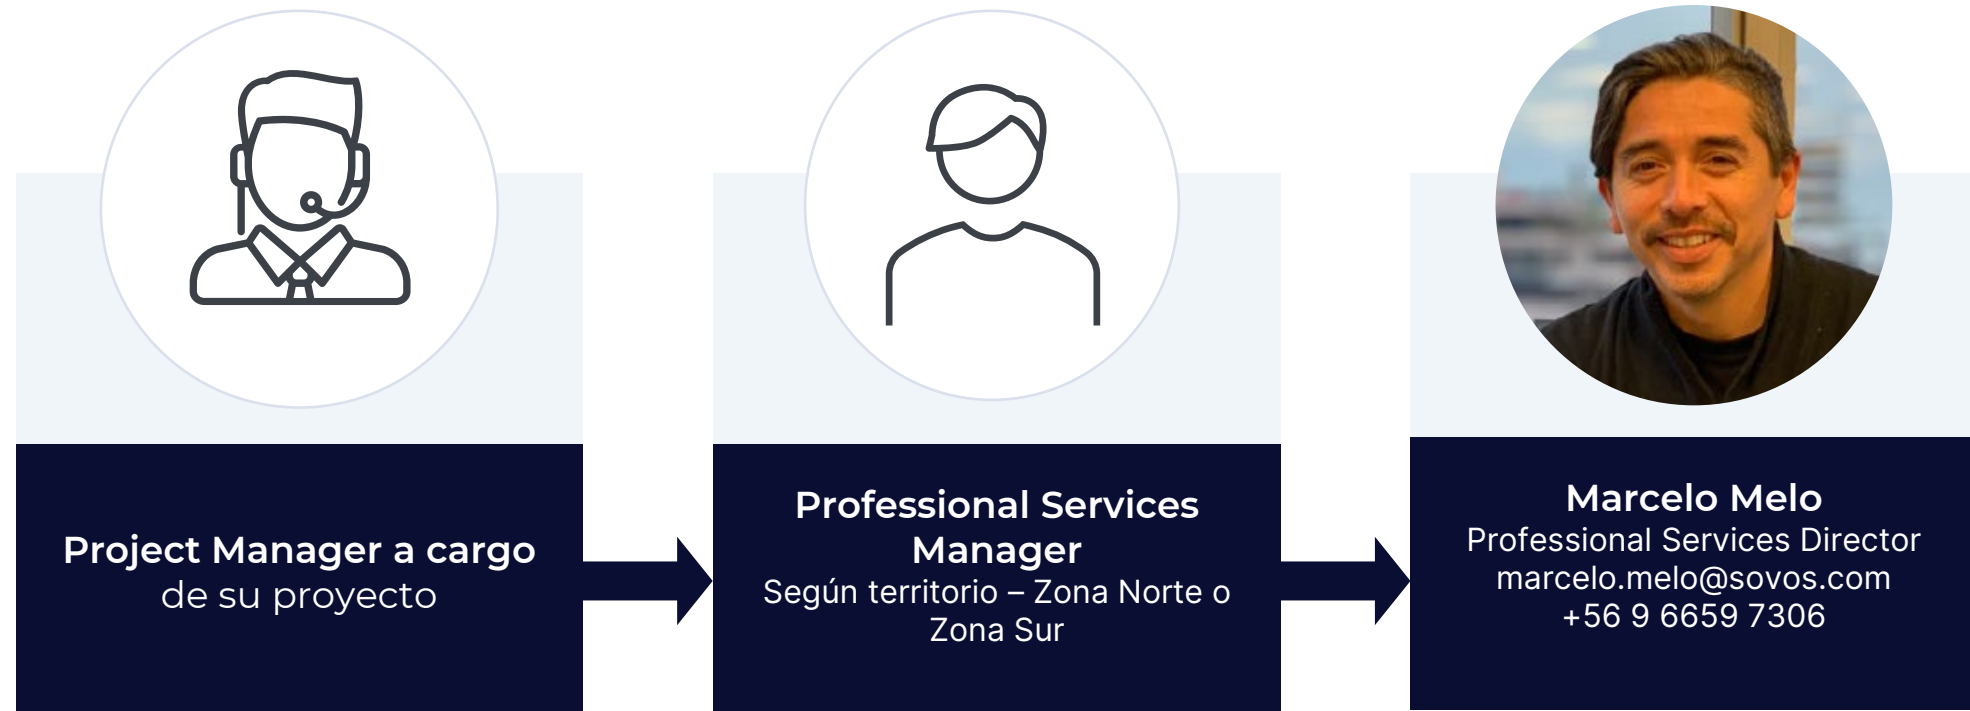 Project Manager a cargo
de su proyecto
Professional Services
Manager
Según territorio – Zona Norte o
Zona Sur
Marcelo Melo
Professional Services Director
marcelo.melo@sovos.com
+56 9 6659 7306